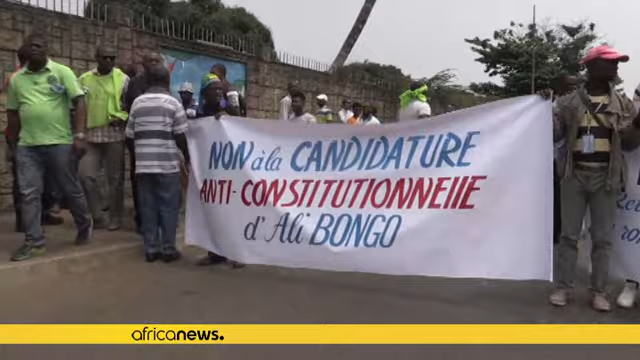 NON à la CANDIDATURE
ANTI-CONSTITUTIONNEllE
d'Ali BONGO
africanews.